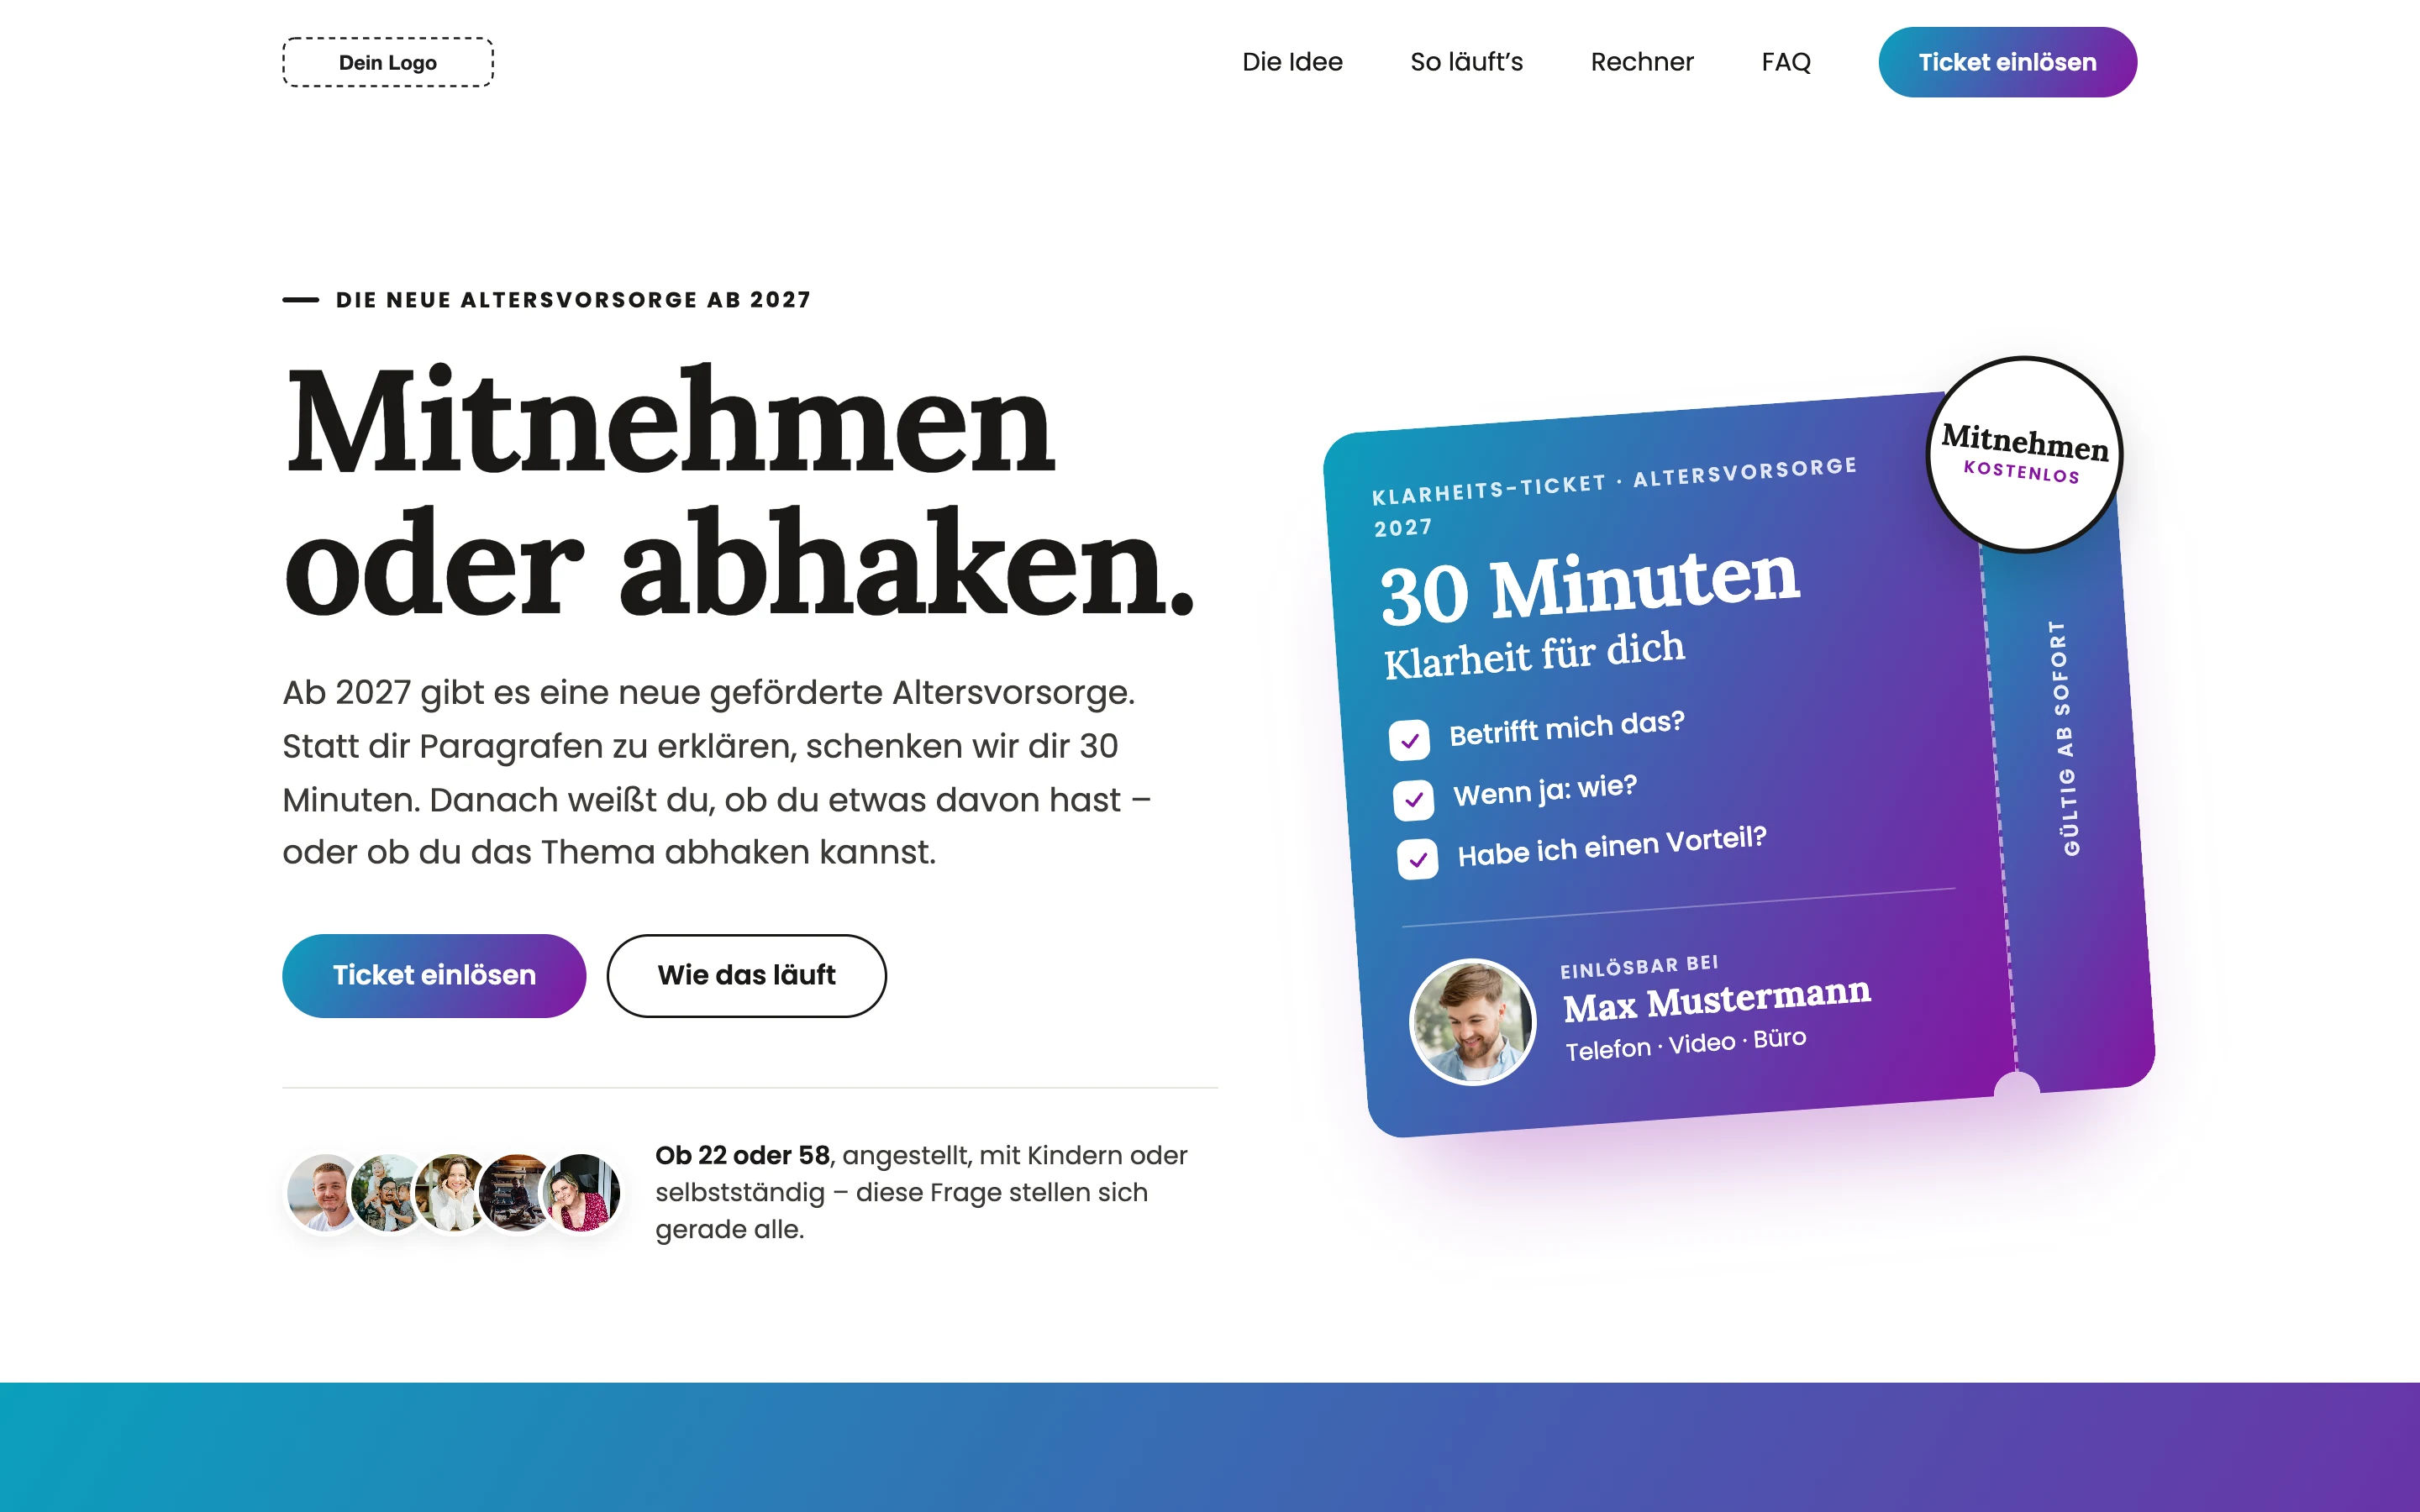 Dein Logo
Die Idee
So läuft’s
Rechner
FAQ
Ticket einlösen
DIE NEUE ALTERSVORSORGE AB 2027
Mitnehmen
oder abhaken.
Ab 2027 gibt es eine neue geförderte Altersvorsorge.
Statt dir Paragrafen zu erklären, schenken wir dir 30
Minuten. Danach weißt du, ob du etwas davon hast –
oder ob du das Thema abhaken kannst.
Ticket einlösen
Wie das läuft
Ob 22 oder 58, angestellt, mit Kindern oder
selbstständig – diese Frage stellen sich
gerade alle.
Mitnehmen
KOSTENLOS
KLARHEITS-TICKET · ALTERSVORSORGE
2027
30 Minuten
Klarheit für dich
Betrifft mich das?
Wenn ja: wie?
Habe ich einen Vorteil?
EINLÖSBAR BEI
Max Mustermann
Telefon · Video · Büro
GÜLTIG AB SOFORT